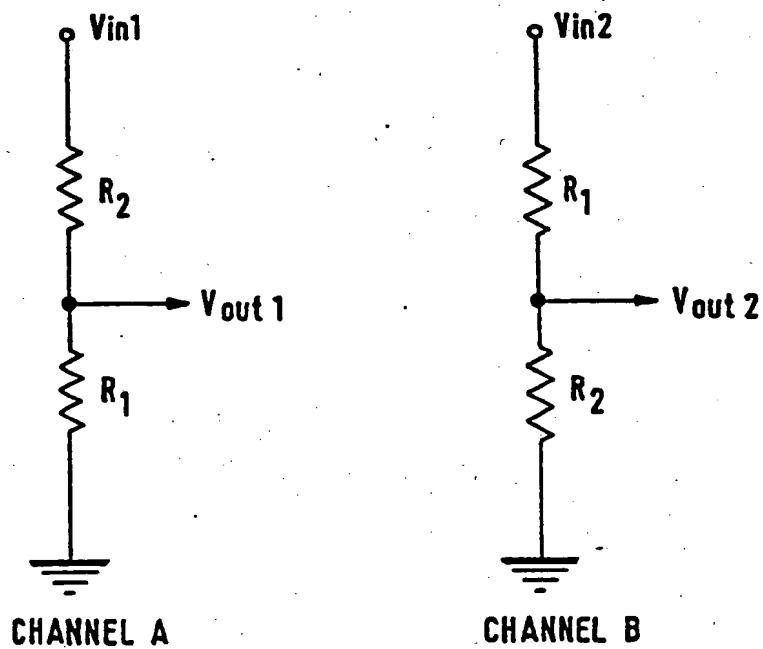 Vin1
Vin2
R2
R1
Vout 1
Vout 2
R1
R2
CHANNEL A
CHANNEL B